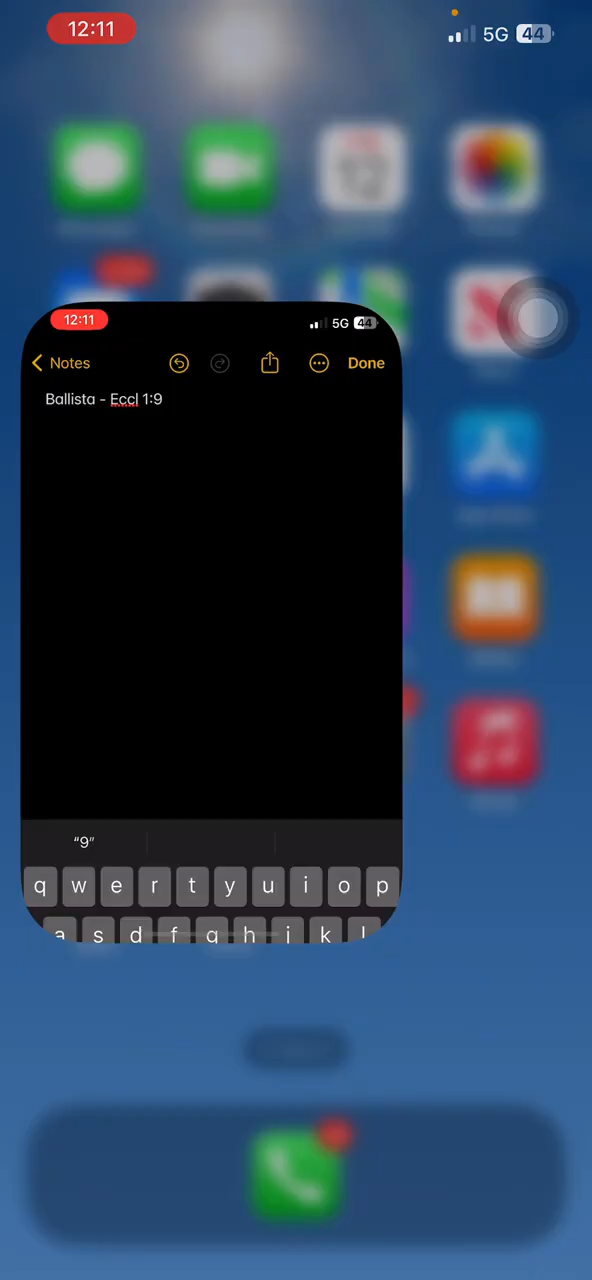 12:11
5G 44
12:11
5G 44
Notes
Done
Ballista - Eccl 1:9
“9”
q w e r t y u i o p
a s d f g h j k l